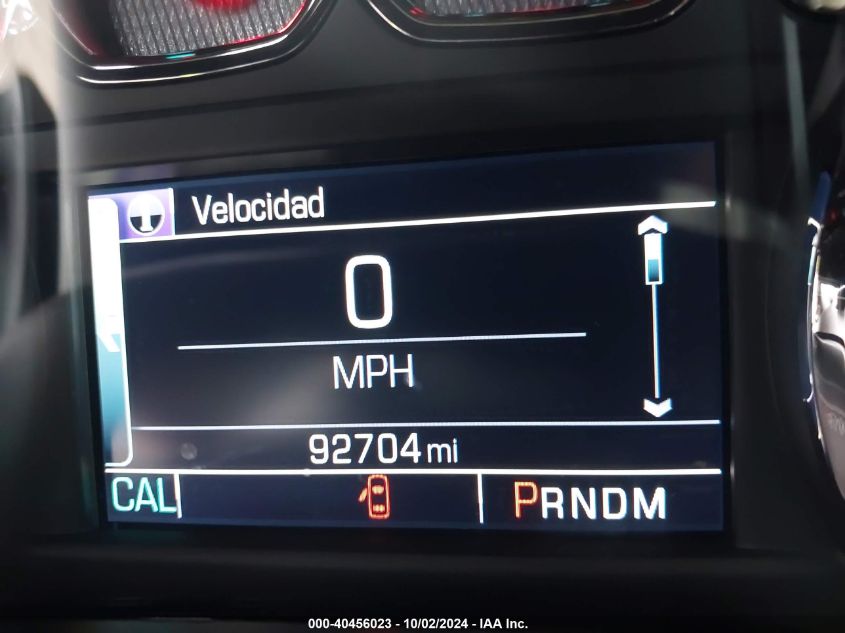 Velocidad
0
MPH
92704 mi
CAL PRNDM
000-40456023 - 10/02/2024 - IAA Inc.